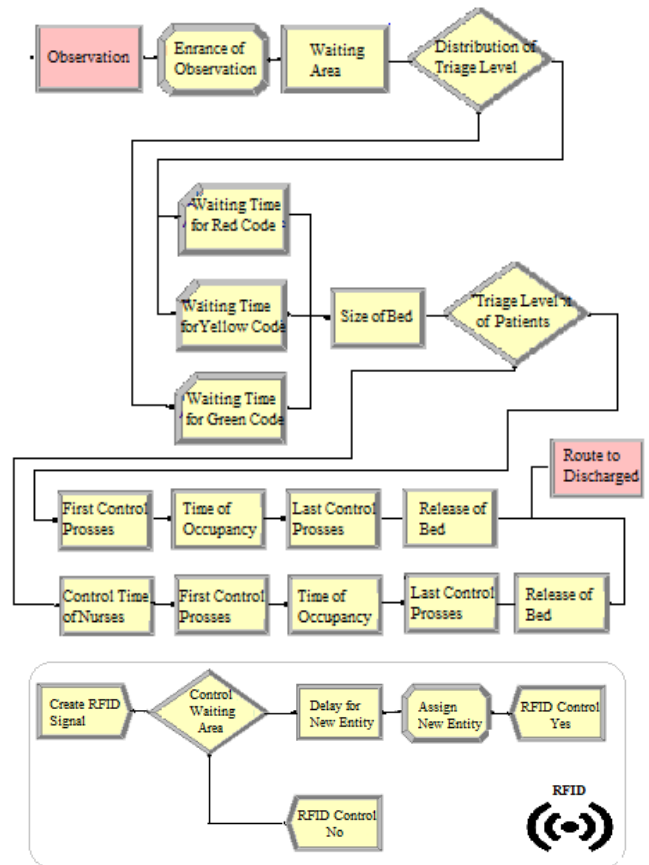 Observation
Enrance of
Observation
Waiting
Area
Distribution of
Triage Level
Waiting Time
for Red Code
Waiting Time
for Yellow Code
Waiting Time
for Green Code
Size of Bed
Triage Level
of Patients
Route to
Discharged
First Control
Prosses
Time of
Occupancy
Last Control
Prosses
Release of
Bed
Control Time
of Nurses
First Control
Prosses
Time of
Occupancy
Last Control
Prosses
Release of
Bed
Create RFID
Signal
Control
Waiting
Area
Delay for
New Entity
Assign
New Entity
RFID Control
Yes
RFID Control
No
RFID